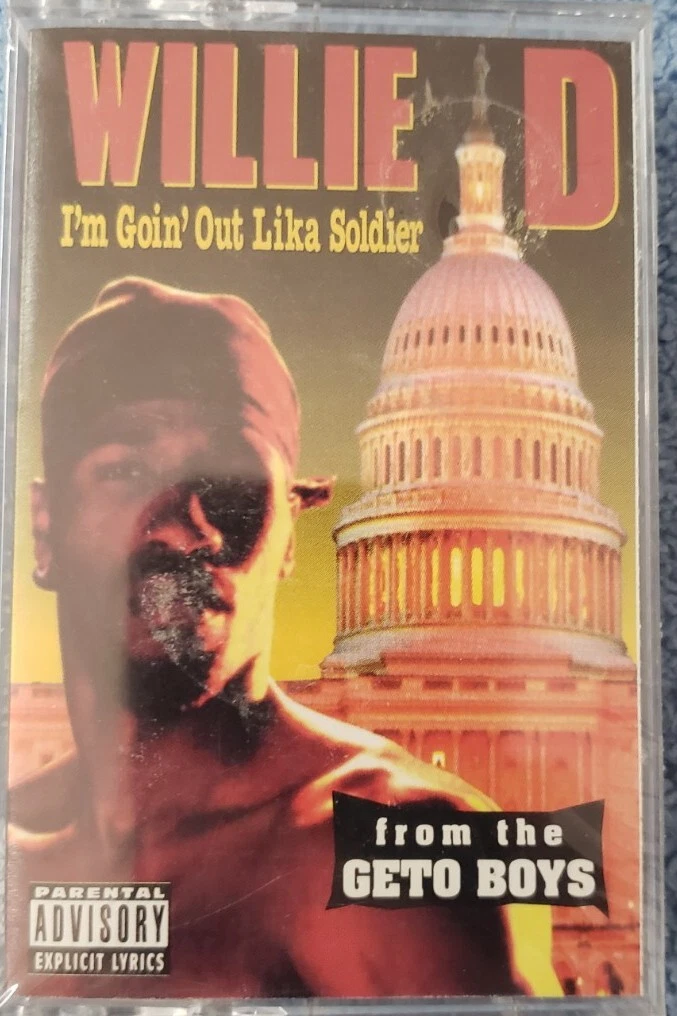 WILLIE D
I'm Goin' Out Lika Soldier
from the
GETO BOYS
PARENTAL
ADVISORY
EXPLICIT LYRICS